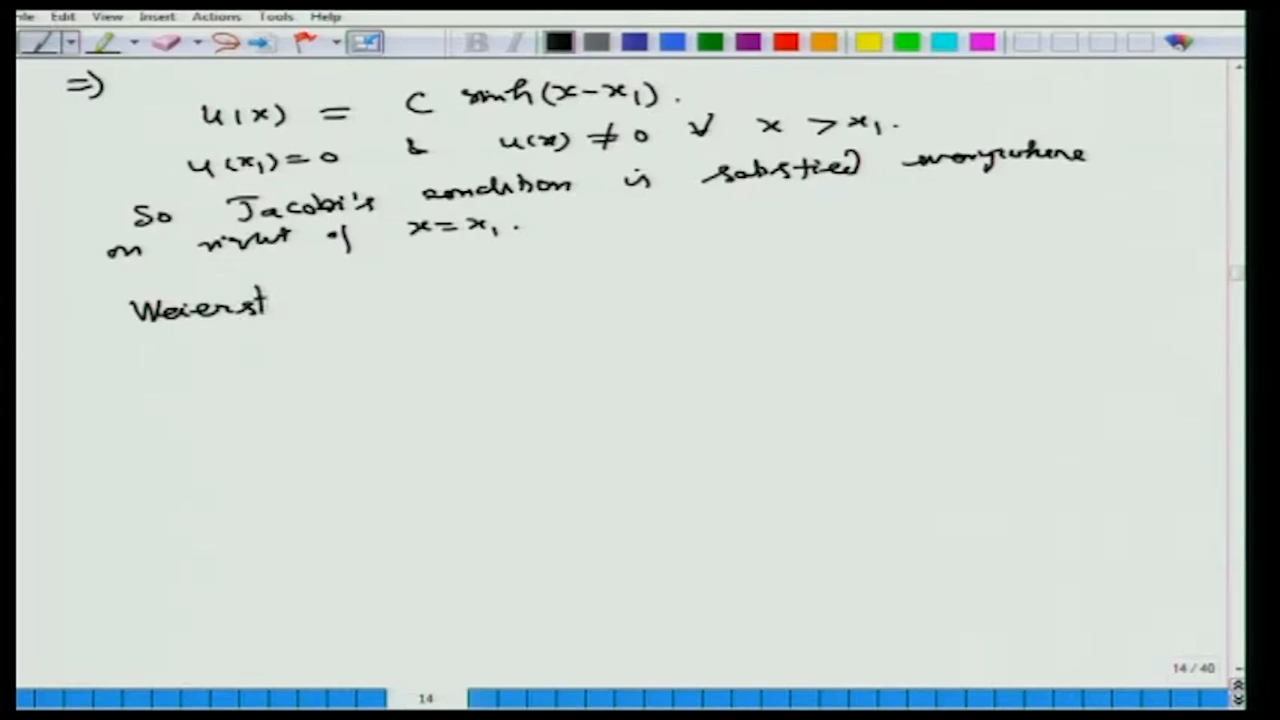 File Edit View Insert Actions Tools Help
B I
=)
u(x) = C sinh(x-x₁).
u(x₁)=0 & u(x) ≠ 0 ∀ x > x₁.
So Jacobi's condition is satisfied everywhere
on right of x=x₁.
Weierst
14 / 40
14